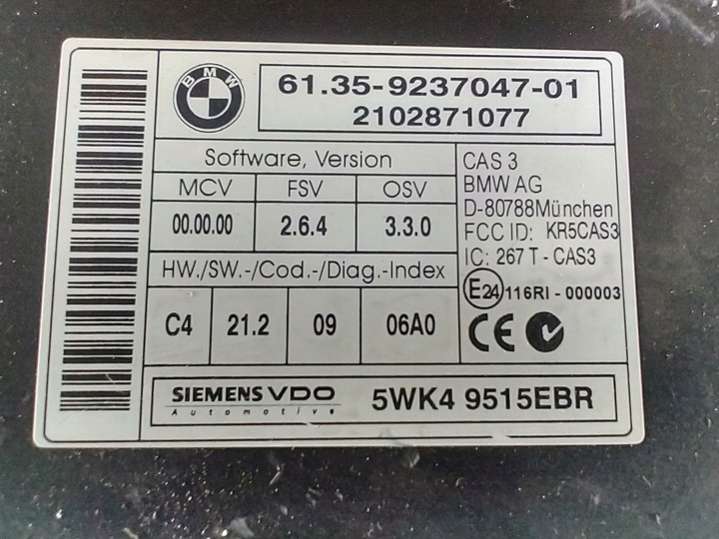 BMW
61.35-9237047-01
2102871077
Software, Version
MCV FSV OSV
00.00.00 2.6.4 3.3.0
HW./SW.-/Cod.-/Diag.-Index
C4 21.2 09 06A0
CAS 3
BMW AG
D-80788München
FCC ID: KR5CAS3
IC: 267 T - CAS3
E24 116RI - 000003
CE
SIEMENS VDO 5WK4 9515EBR
Automotive